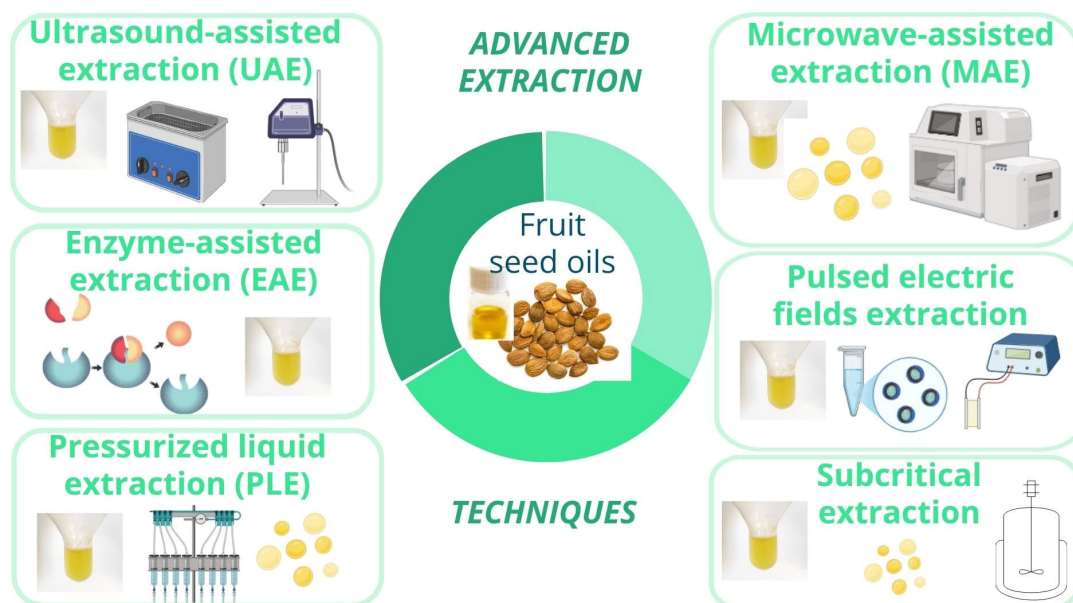 Ultrasound-assisted
extraction (UAE)
Enzyme-assisted
extraction (EAE)
Pressurized liquid
extraction (PLE)
ADVANCED
EXTRACTION
Fruit
seed oils
TECHNIQUES
Microwave-assisted
extraction (MAE)
Pulsed electric
fields extraction
Subcritical
extraction